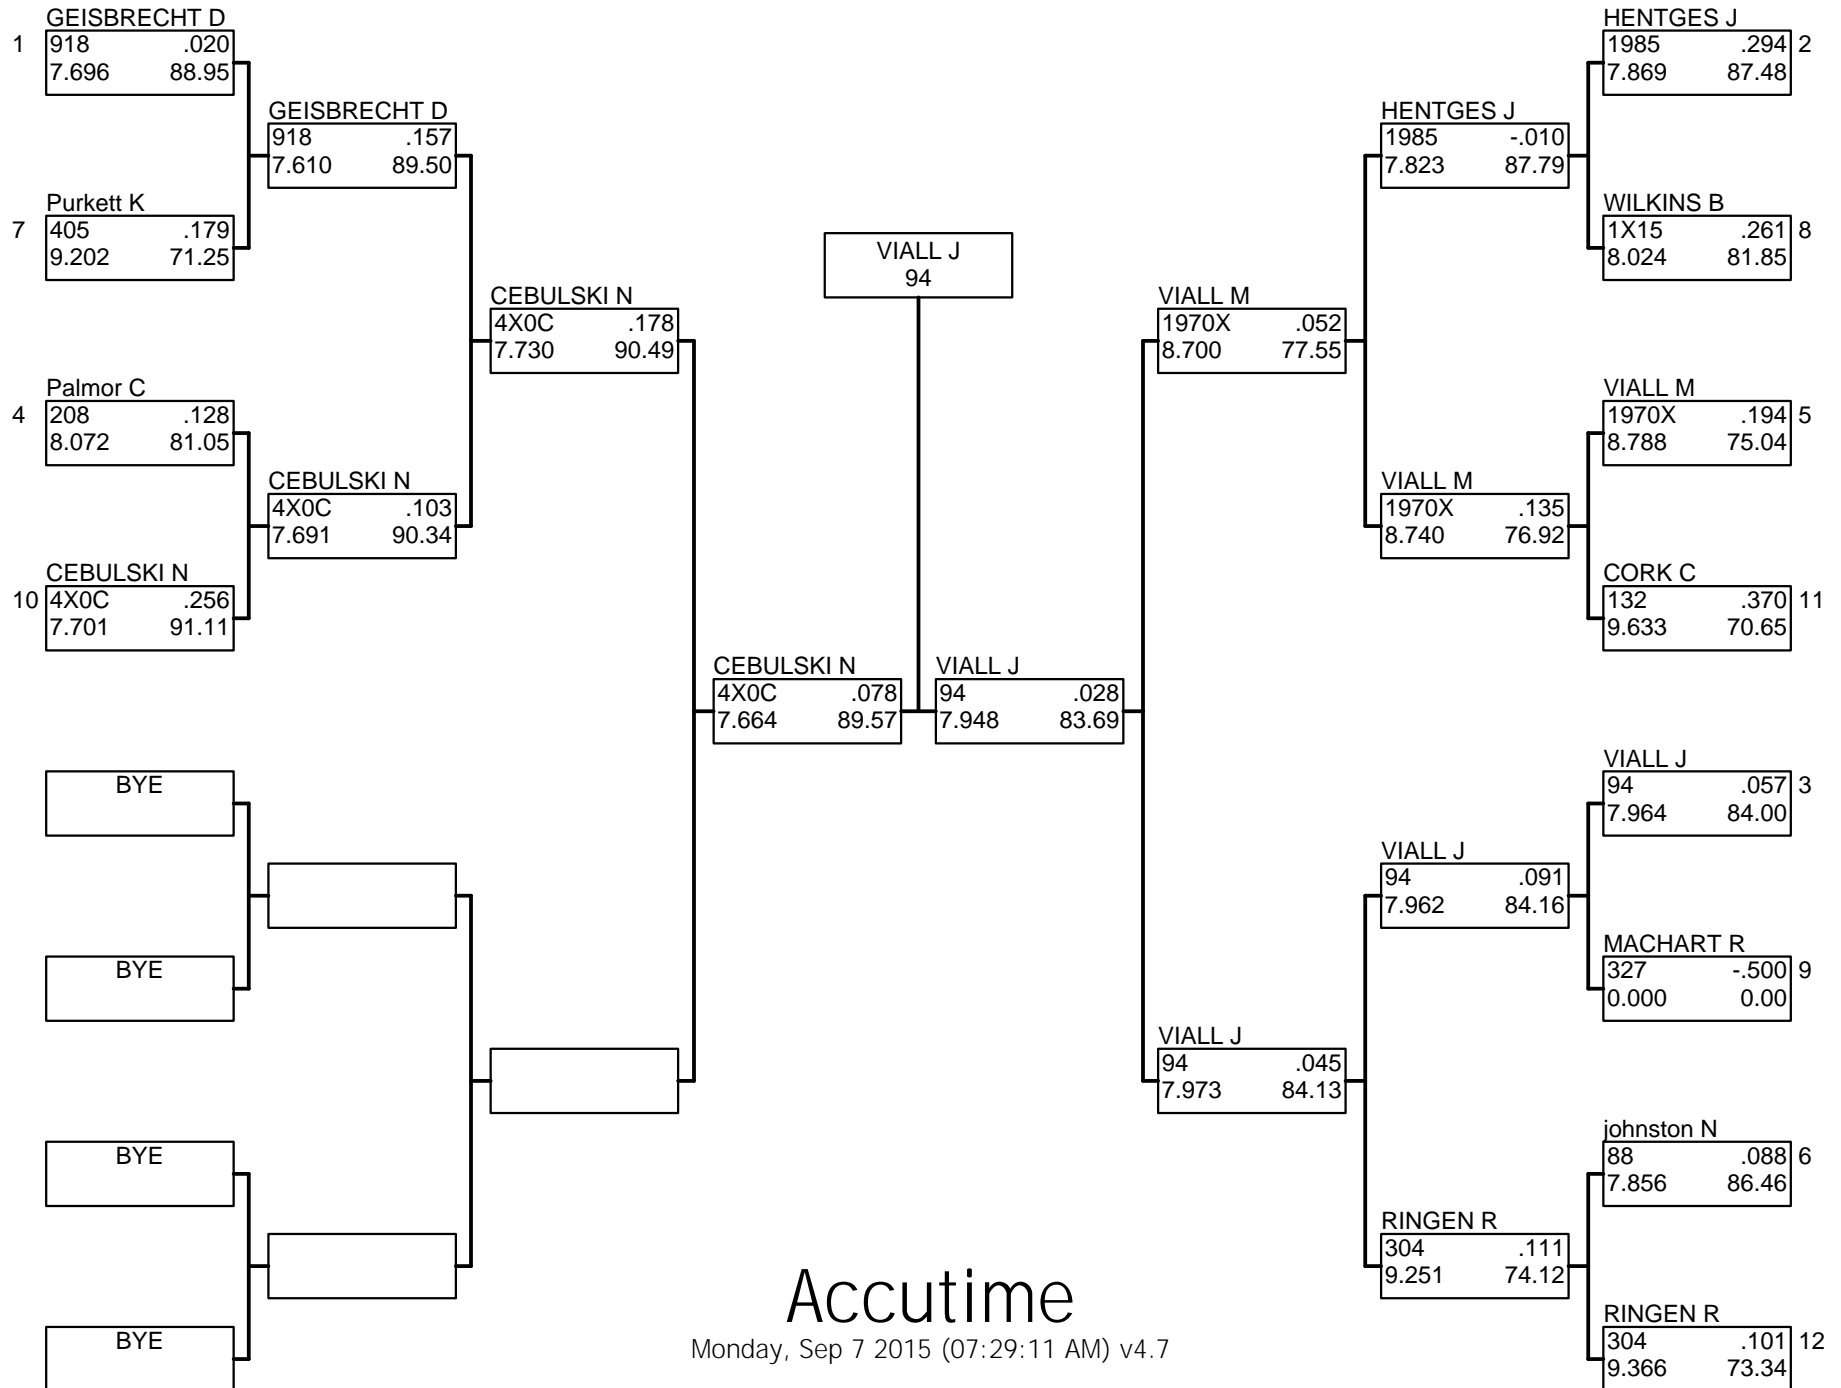 GEISBRECHT D
1 918 .020
7.696 88.95
Purkett K
7 405 .179
9.202 71.25
Palmor C
4 208 .128
8.072 81.05
CEBULSKI N
10 4X0C .256
7.701 91.11
BYE
BYE
BYE
BYE
GEISBRECHT D
918 .157
7.610 89.50
CEBULSKI N
4X0C .103
7.691 90.34
CEBULSKI N
4X0C .178
7.730 90.49
CEBULSKI N
4X0C .078
7.664 89.57
VIALL J
94
VIALL J
94 .028
7.948 83.69
VIALL M
1970X .052
8.700 77.55
VIALL J
94 .045
7.973 84.13
HENTGES J
1985 -.010
7.823 87.79
VIALL M
1970X .135
8.740 76.92
VIALL J
94 .091
7.962 84.16
RINGEN R
304 .111
9.251 74.12
HENTGES J
1985 .294 2
7.869 87.48
WILKINS B
1X15 .261 8
8.024 81.85
VIALL M
1970X .194 5
8.788 75.04
CORK C
132 .370 11
9.633 70.65
VIALL J
94 .057 3
7.964 84.00
MACHART R
327 -.500 9
0.000 0.00
johnston N
88 .088 6
7.856 86.46
RINGEN R
304 .101 12
9.366 73.34
Accutime
Monday, Sep 7 2015 (07:29:11 AM) v4.7